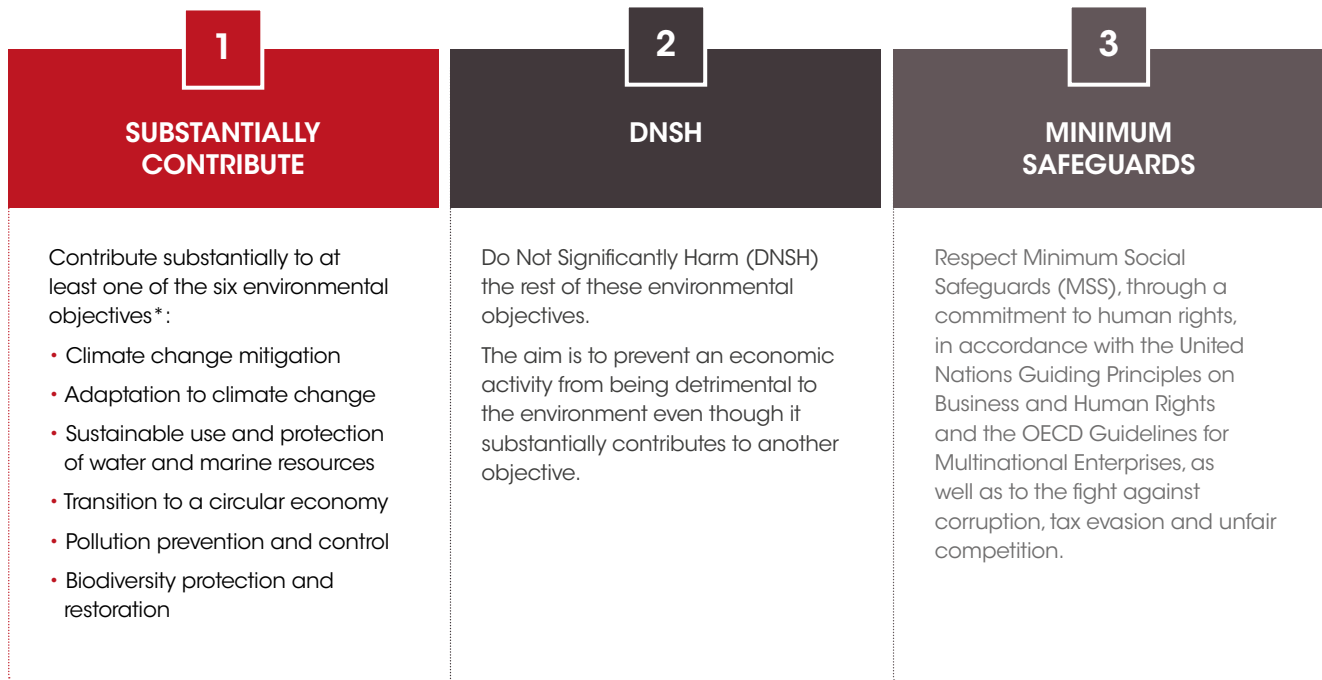 1
SUBSTANTIALLY
CONTRIBUTE
Contribute substantially to at
least one of the six environmental
objectives*:
• Climate change mitigation
• Adaptation to climate change
• Sustainable use and protection
of water and marine resources
• Transition to a circular economy
• Pollution prevention and control
• Biodiversity protection and
restoration
2
DNSH
Do Not Significantly Harm (DNSH)
the rest of these environmental
objectives.
The aim is to prevent an economic
activity from being detrimental to
the environment even though it
substantially contributes to another
objective.
3
MINIMUM
SAFEGUARDS
Respect Minimum Social
Safeguards (MSS), through a
commitment to human rights,
in accordance with the United
Nations Guiding Principles on
Business and Human Rights
and the OECD Guidelines for
Multinational Enterprises, as
well as to the fight against
corruption, tax evasion and unfair
competition.